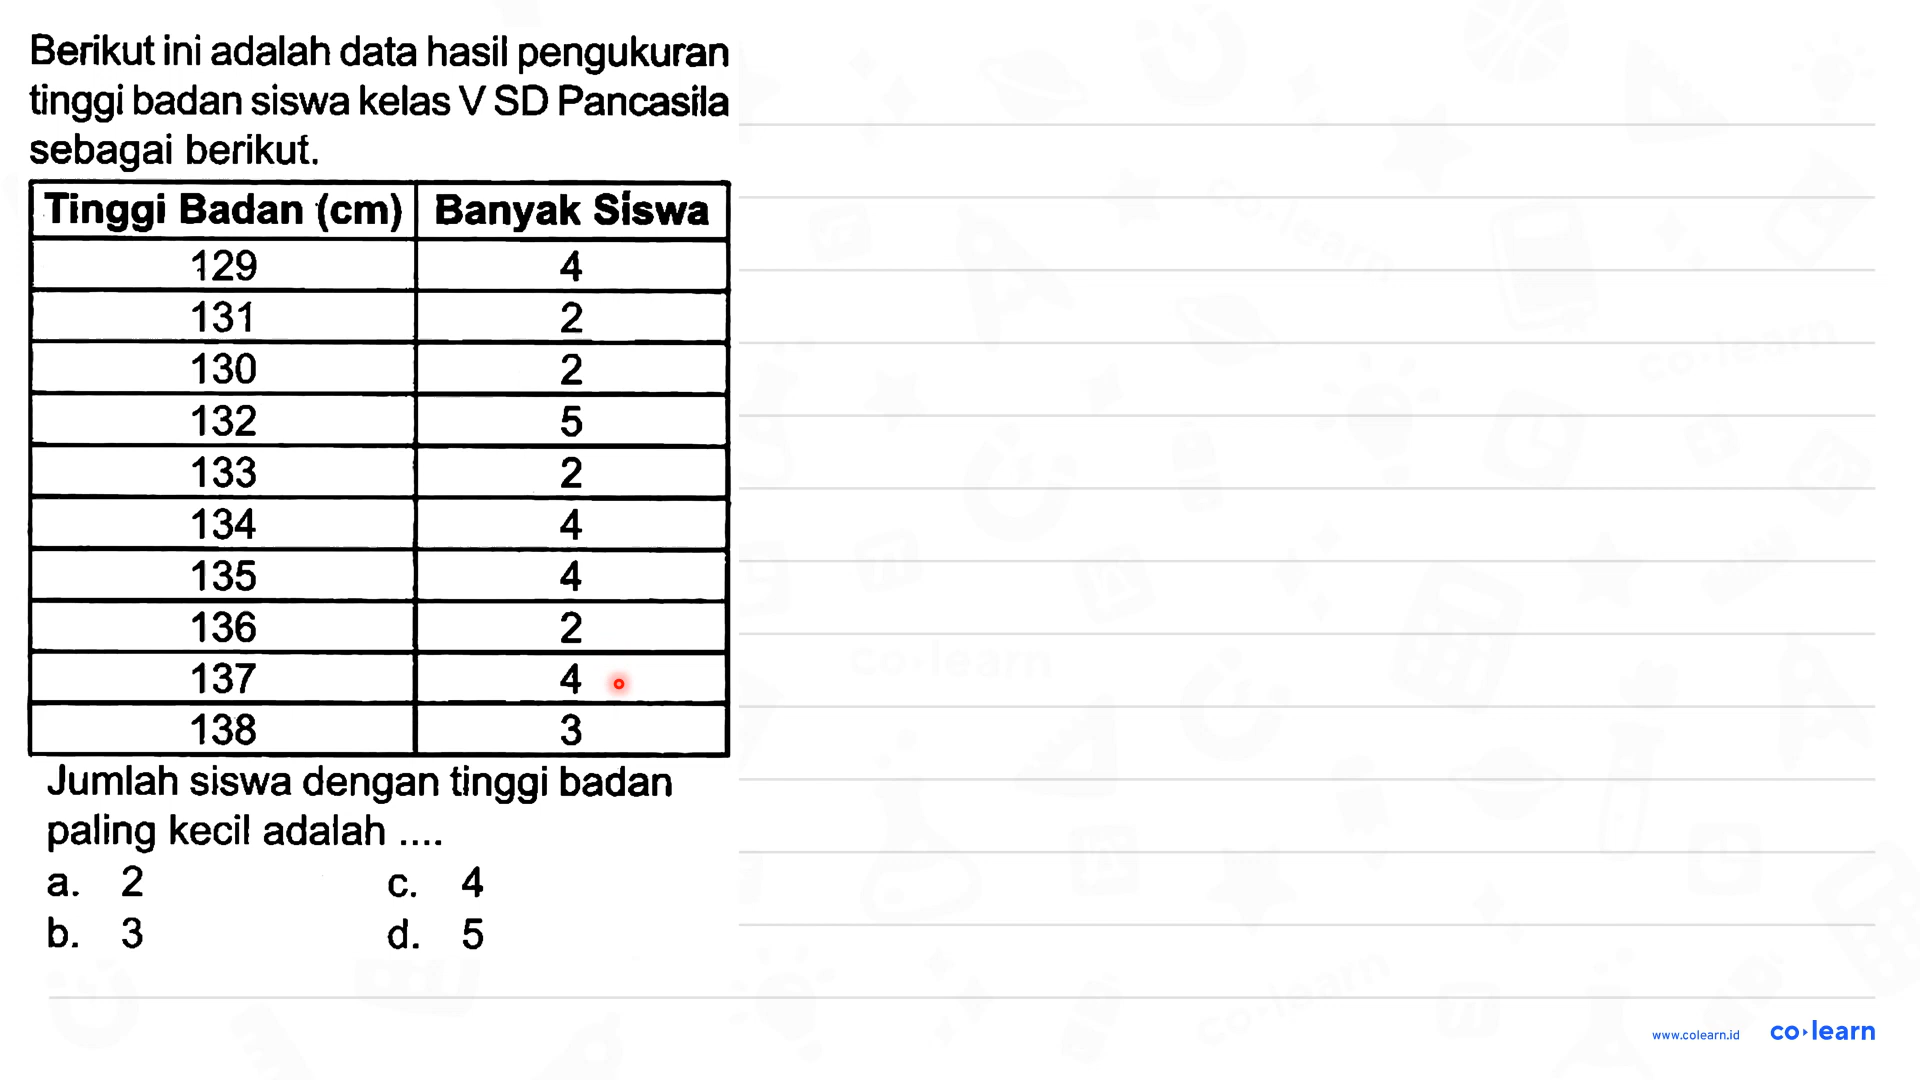 Berikut ini adalah data hasil pengukuran
tinggi badan siswa kelas V SD Pancasila
sebagai berikut.
Tinggi Badan (cm) Banyak Siswa
129 4
131 2
130 2
132 5
133 2
134 4
135 4
136 2
137 4
138 3
Jumlah siswa dengan tinggi badan
paling kecil adalah ....
a. 2 c. 4
b. 3 d. 5
www.colearn.id co·learn